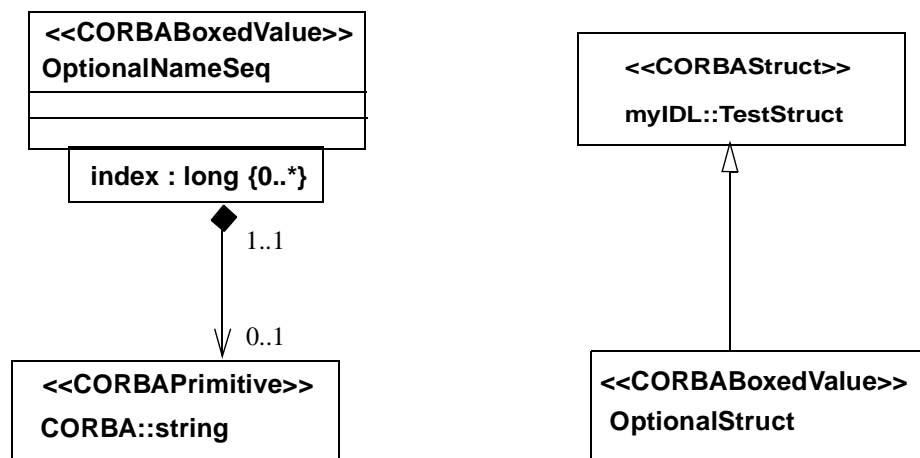 <<CORBABoxedValue>>
OptionalNameSeq
index : long {0..*}
1..1
0..1
<<CORBAPrimitive>>
CORBA::string
<<CORBAStruct>>
myIDL::TestStruct
<<CORBABoxedValue>>
OptionalStruct